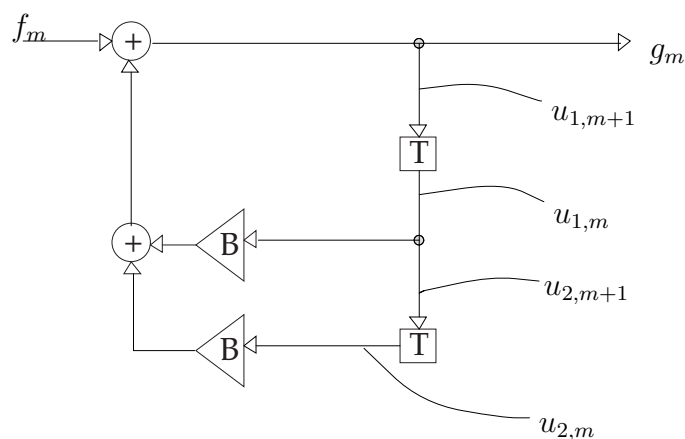 f_m
+
g_m
u_{1,m+1}
T
u_{1,m}
+
B
u_{2,m+1}
B
T
u_{2,m}